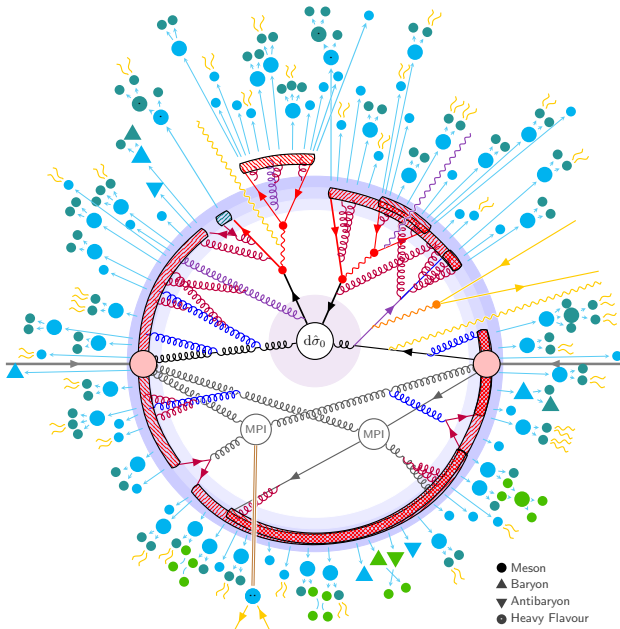 dσ̂₀
MPI
MPI
Meson
Baryon
Antibaryon
Heavy Flavour